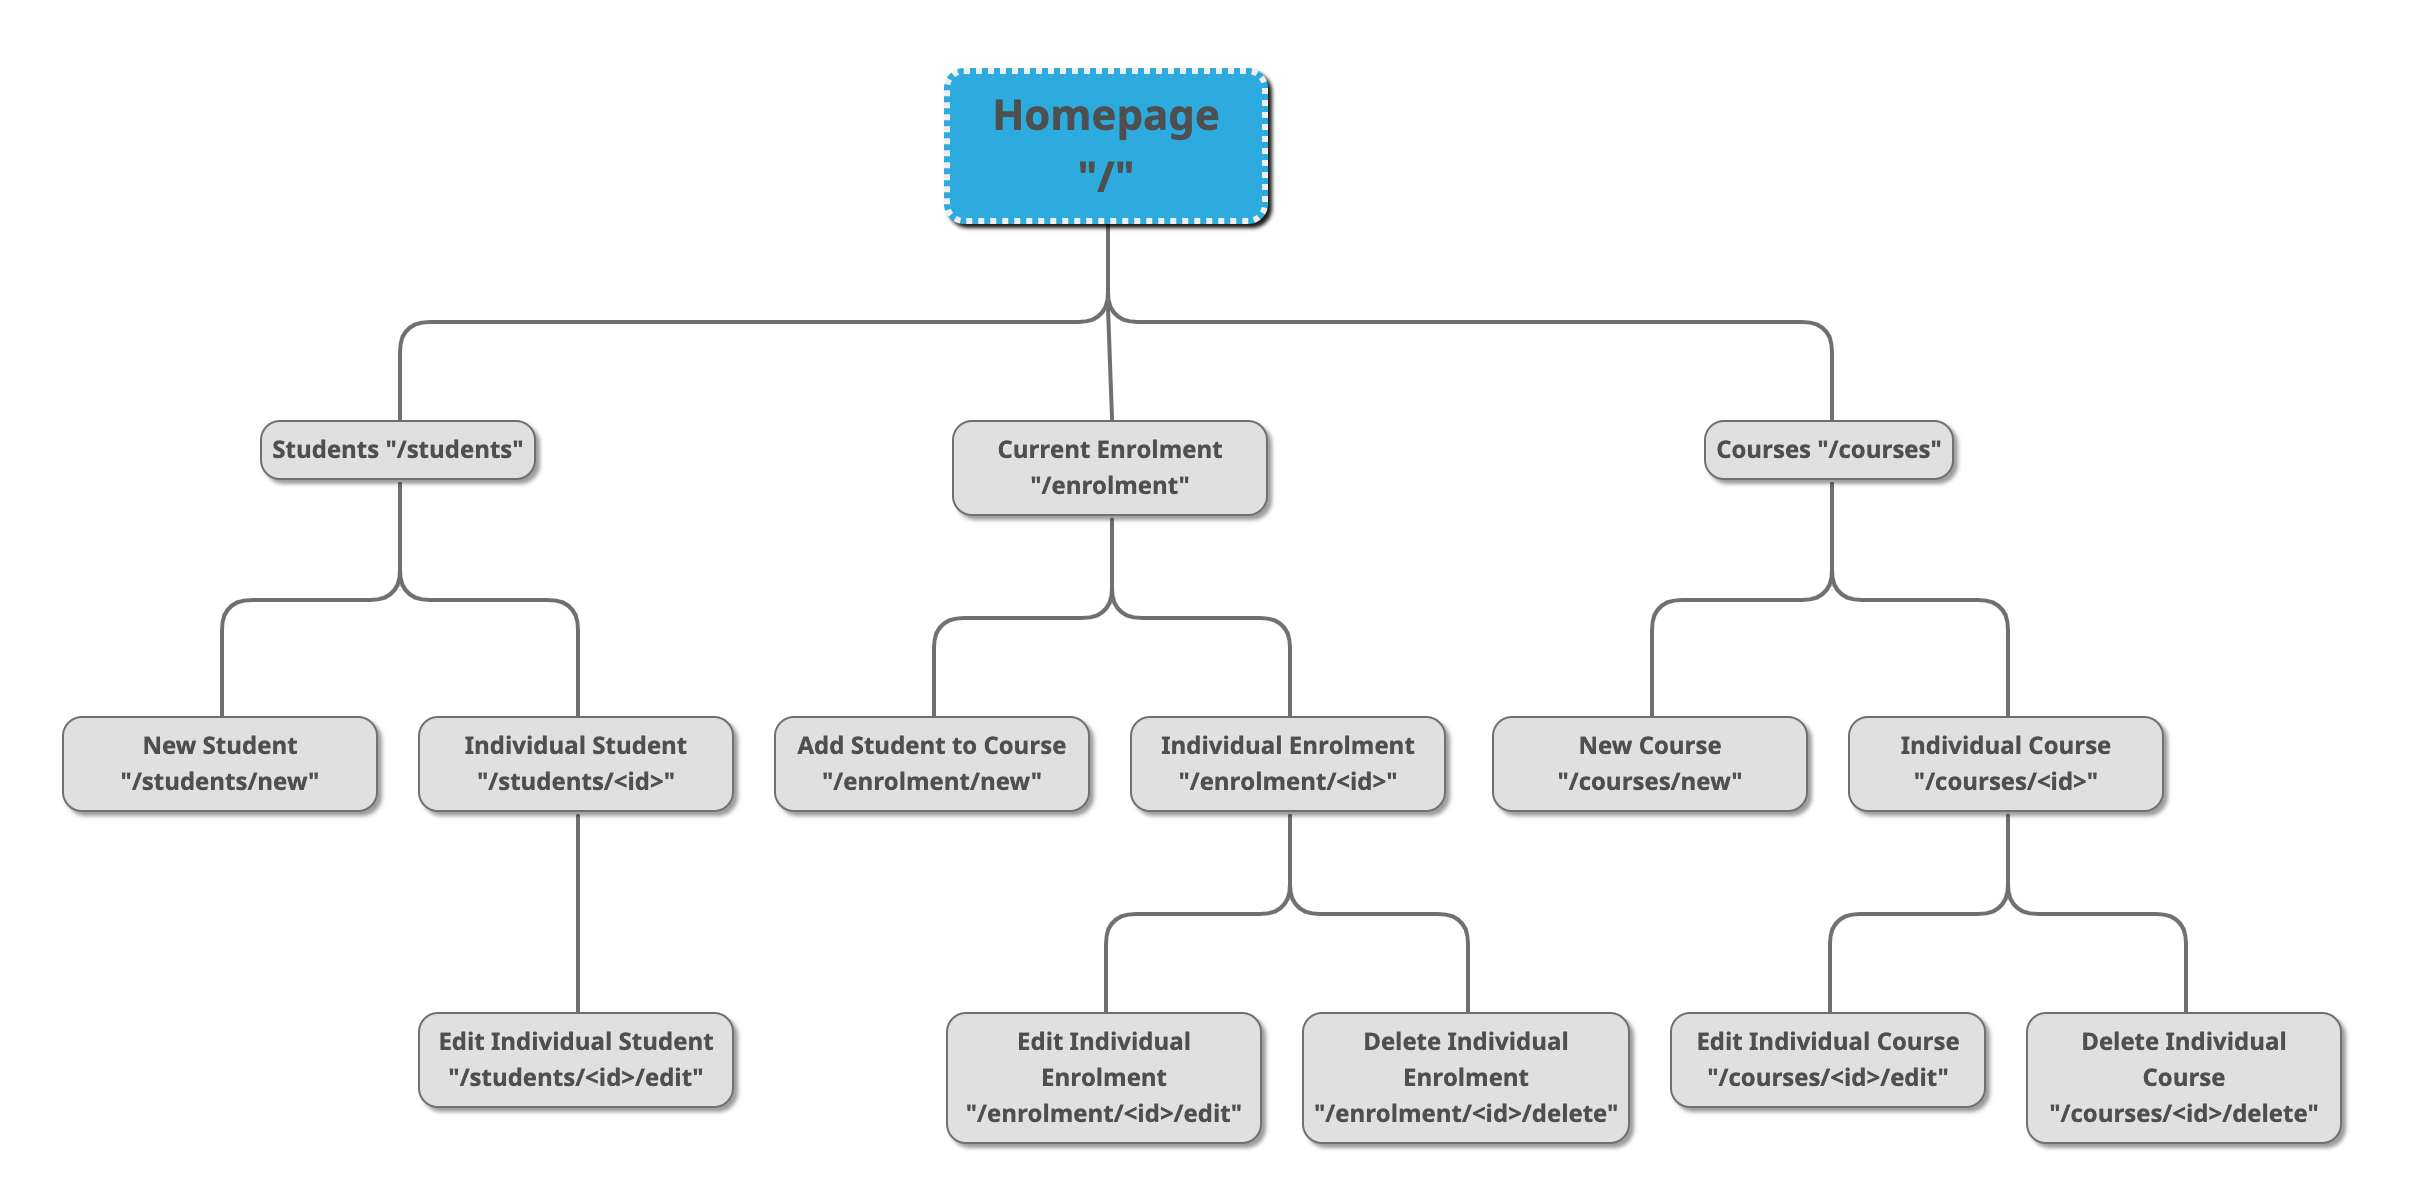 Homepage
"/"
Students "/students"
Current Enrolment
"/enrolment"
Courses "/courses"
New Student
"/students/new"
Individual Student
"/students/<id>"
Add Student to Course
"/enrolment/new"
Individual Enrolment
"/enrolment/<id>"
New Course
"/courses/new"
Individual Course
"/courses/<id>"
Edit Individual Student
"/students/<id>/edit"
Edit Individual
Enrolment
"/enrolment/<id>/edit"
Delete Individual
Enrolment
"/enrolment/<id>/delete"
Edit Individual Course
"/courses/<id>/edit"
Delete Individual
Course
"/courses/<id>/delete"